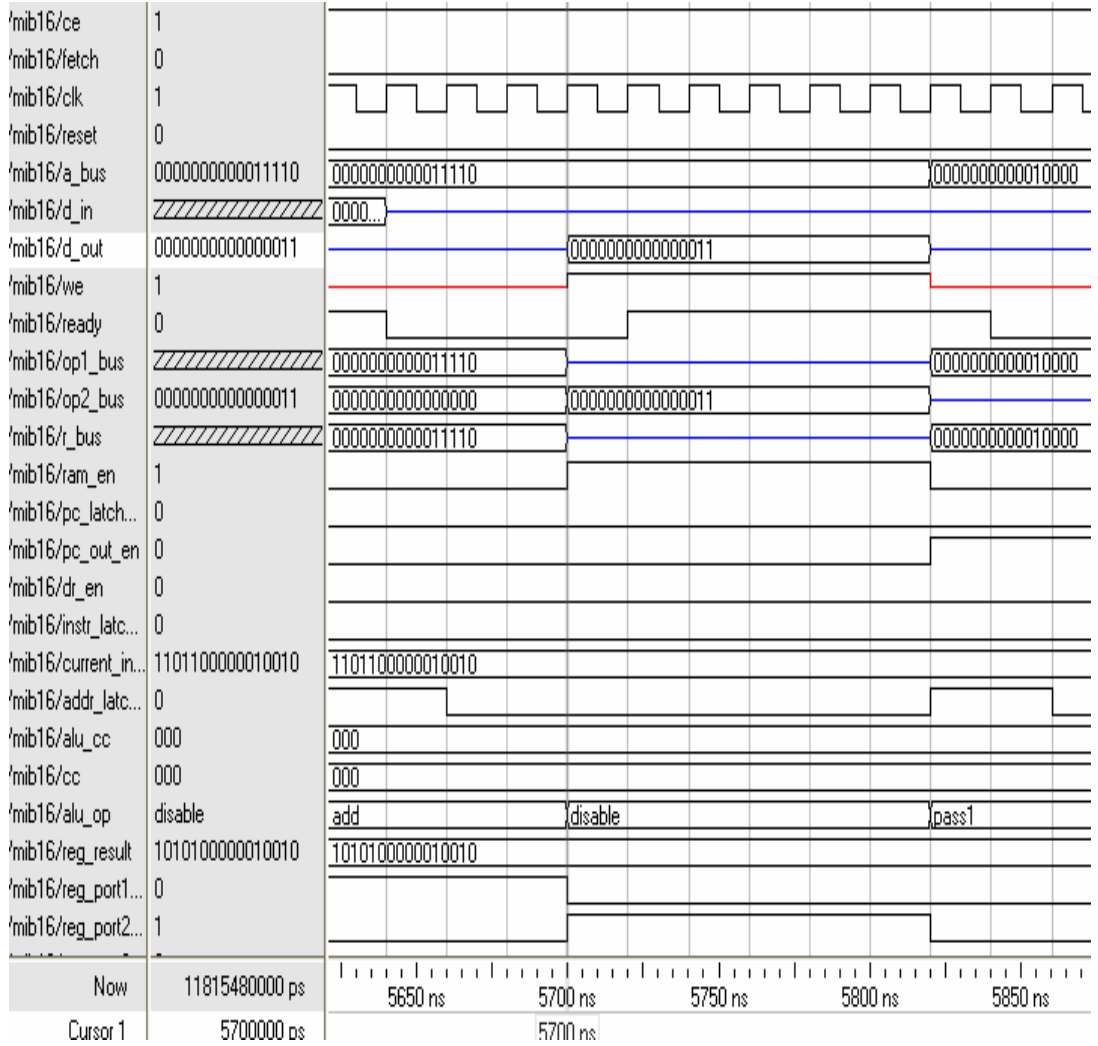 /mib16/ce 1
/mib16/fetch 0
/mib16/clk 1
/mib16/reset 0
/mib16/a_bus 0000000000011110 0000000000011110 0000000000010000
/mib16/d_in 0000...
/mib16/d_out 0000000000000011 0000000000000011
/mib16/we 1
/mib16/ready 0
/mib16/op1_bus 0000000000011110 0000000000010000
/mib16/op2_bus 0000000000000011 0000000000000000 0000000000000011
/mib16/r_bus 0000000000011110 0000000000010000
/mib16/ram_en 1
/mib16/pc_latch... 0
/mib16/pc_out_en 0
/mib16/dr_en 0
/mib16/instr_latc... 0
/mib16/current_in... 1101100000010010 1101100000010010
/mib16/addr_latc... 0
/mib16/alu_cc 000 000
/mib16/cc 000 000
/mib16/alu_op disable add disable pass1
/mib16/reg_result 1010100000010010 1010100000010010
/mib16/reg_port1... 0
/mib16/reg_port2... 1
Now 11815480000 ps 5650 ns 5700 ns 5750 ns 5800 ns 5850 ns
Cursor 1 5700000 ps 5700 ns